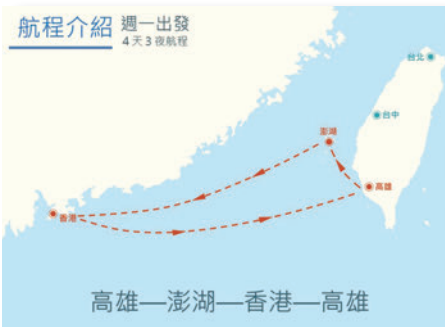 航程介紹
週一出發
4天3夜航程
台北
台中
澎湖
高雄
香港
高雄—澎湖—香港—高雄